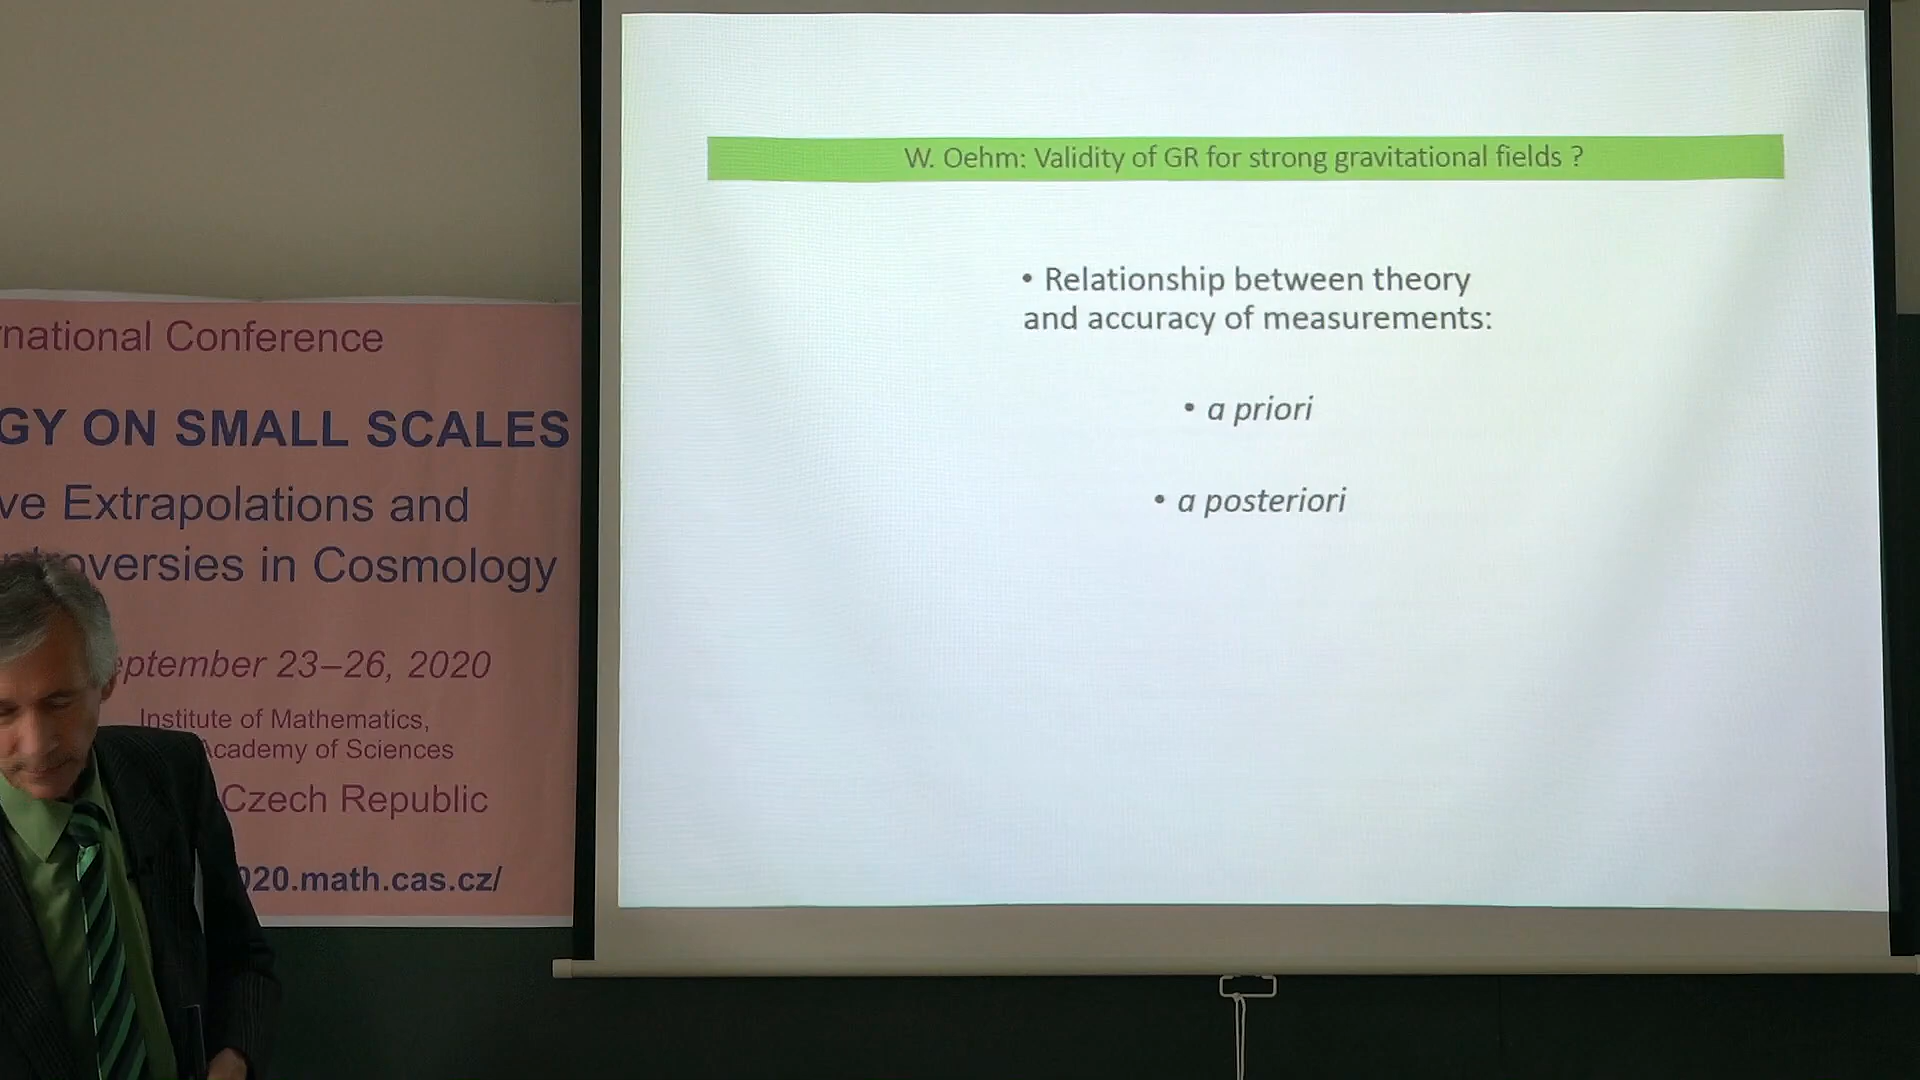 W. Oehm: Validity of GR for strong gravitational fields ?
• Relationship between theory
and accuracy of measurements:
• a priori
• a posteriori
rnational Conference
GY ON SMALL SCALES
ve Extrapolations and
ntroversies in Cosmology
eptember 23–26, 2020
Institute of Mathematics,
Academy of Sciences
Czech Republic
020.math.cas.cz/